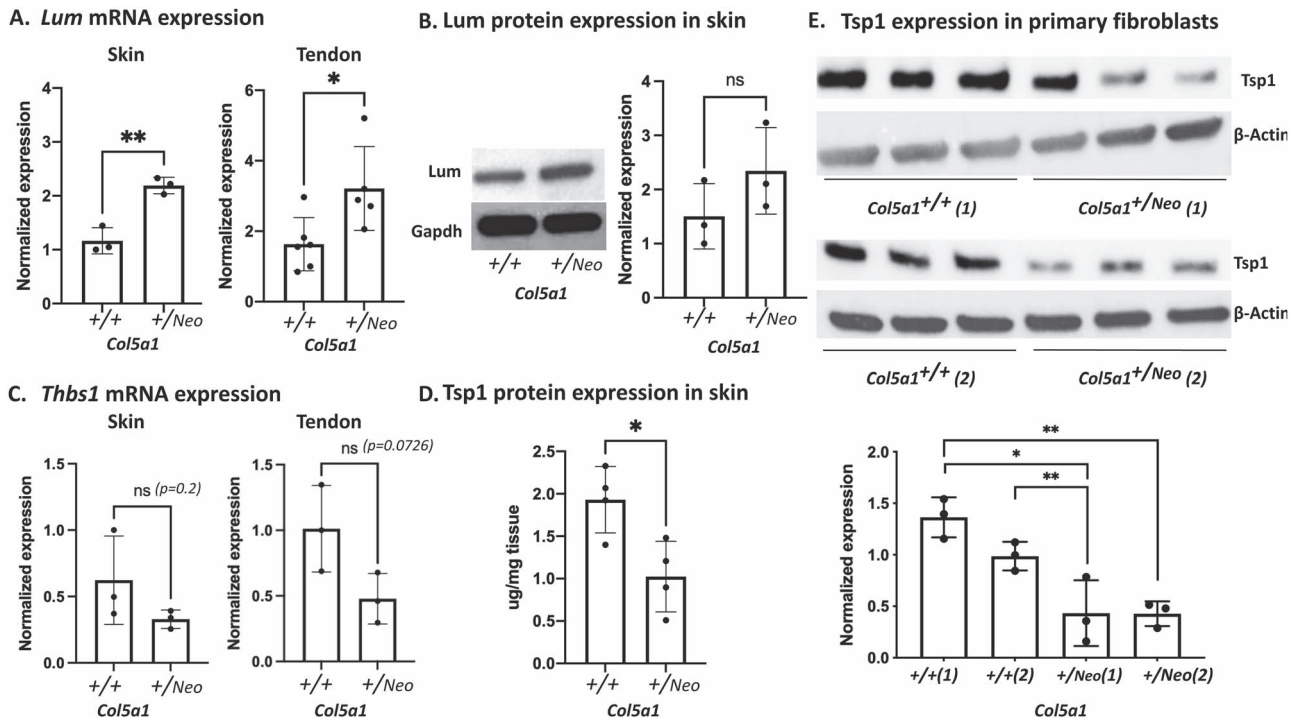 A. Lum mRNA expression
Skin
Tendon
Normalized expression
4
3
2
1
0
**
+/+
+/Neo
Col5a1
Normalized expression
6
4
2
0
*
+/+
+/Neo
Col5a1
B. Lum protein expression in skin
Lum
Gapdh
+/+
+/Neo
Col5a1
Normalized expression
4
3
2
1
0
ns
+/+
+/Neo
Col5a1
C. Thbs1 mRNA expression
Skin
Tendon
Normalized expression
1.5
1.0
0.5
0.0
ns (p=0.2)
+/+
+/Neo
Col5a1
Normalized expression
1.5
1.0
0.5
0.0
ns (p=0.0726)
+/+
+/Neo
Col5a1
D. Tsp1 protein expression in skin
ug/mg tissue
2.5
2.0
1.5
1.0
0.5
0.0
*
+/+
+/Neo
Col5a1
E. Tsp1 expression in primary fibroblasts
Tsp1
β-Actin
Col5a1+/+ (1)
Col5a1+/Neo (1)
Tsp1
β-Actin
Col5a1+/+ (2)
Col5a1+/Neo (2)
Normalized expression
2.0
1.5
1.0
0.5
0.0
**
*
**
+/+(1)
+/+(2)
+/Neo(1)
+/Neo(2)
Col5a1